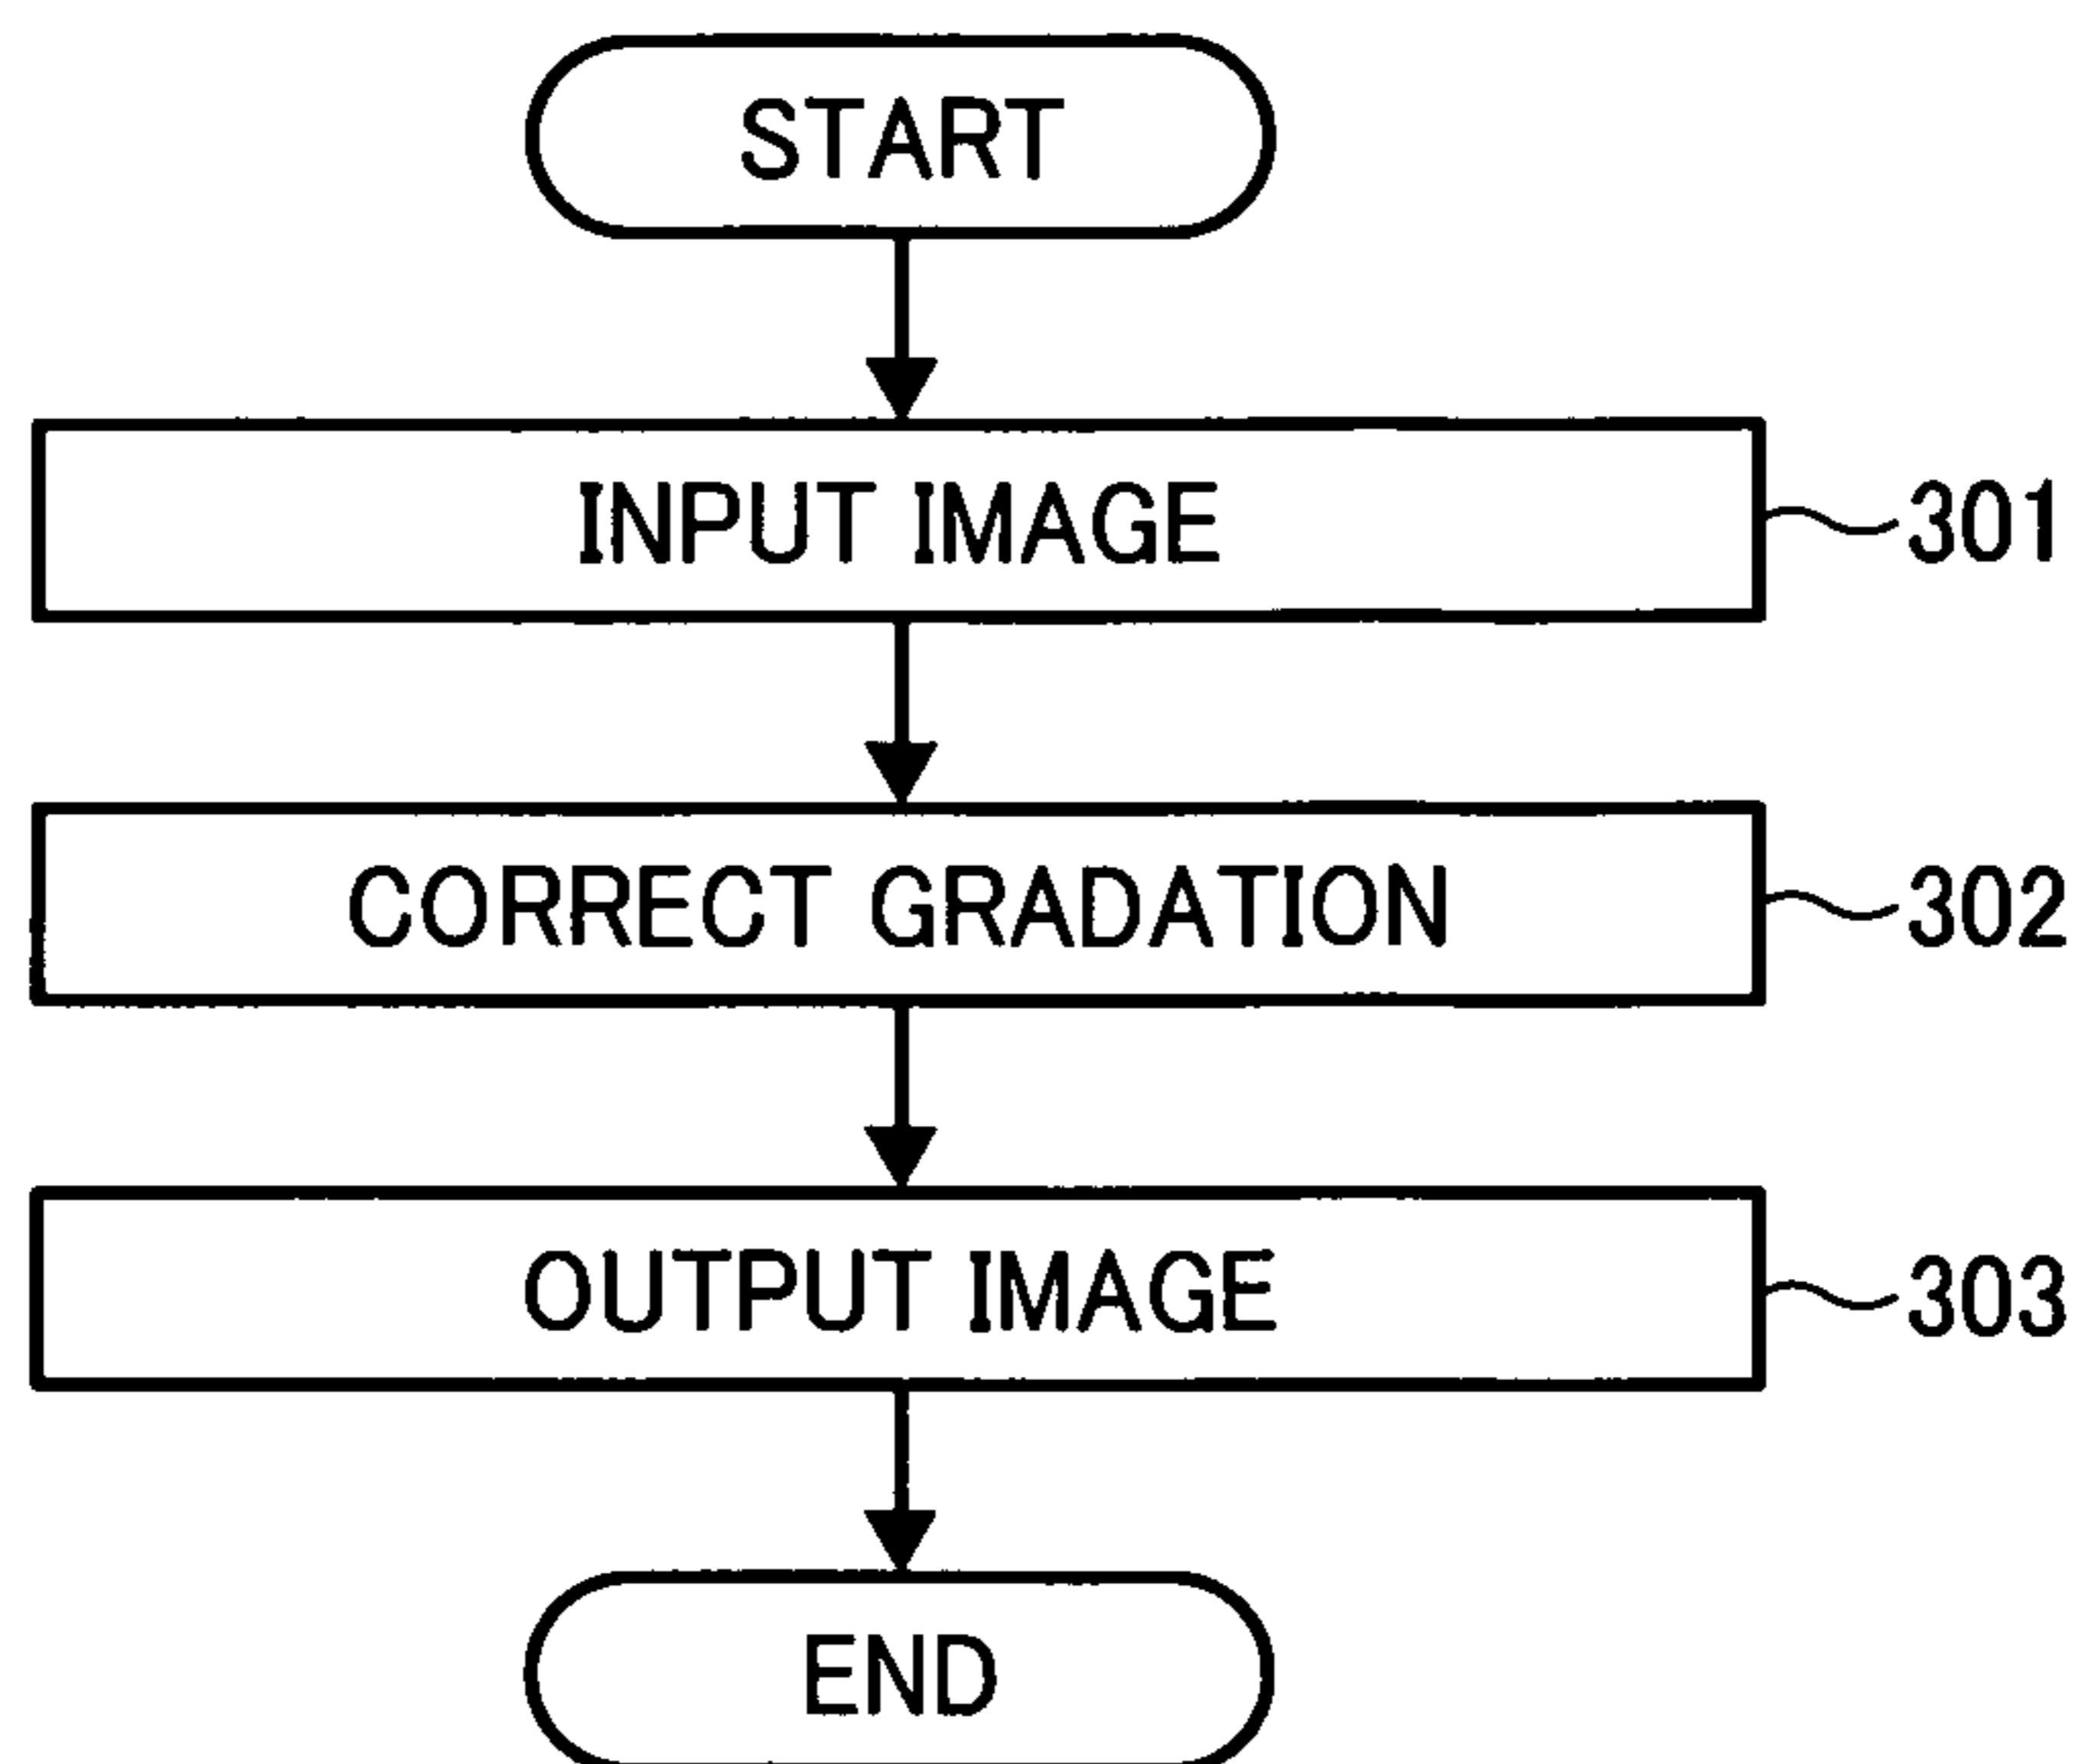 START
INPUT IMAGE
301
CORRECT GRADATION
302
OUTPUT IMAGE
303
END